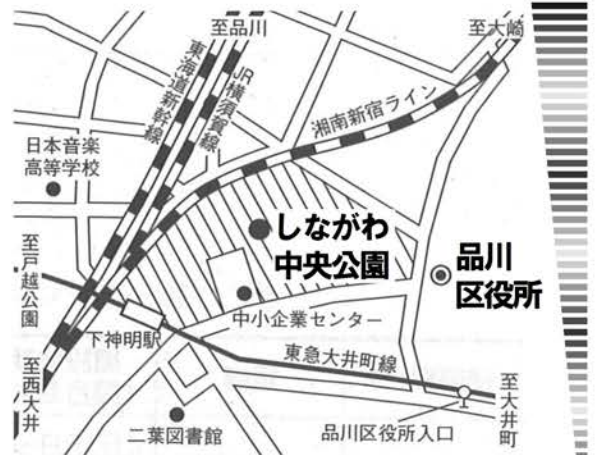 至品川
至大崎
東海道新幹線
JR横須賀線
湘南新宿ライン
日本音楽
高等学校
しながわ
中央公園
品川
区役所
至戸越公園
中小企業センター
下神明駅
東急大井町線
至西大井
至大井町
二葉図書館
品川区役所入口